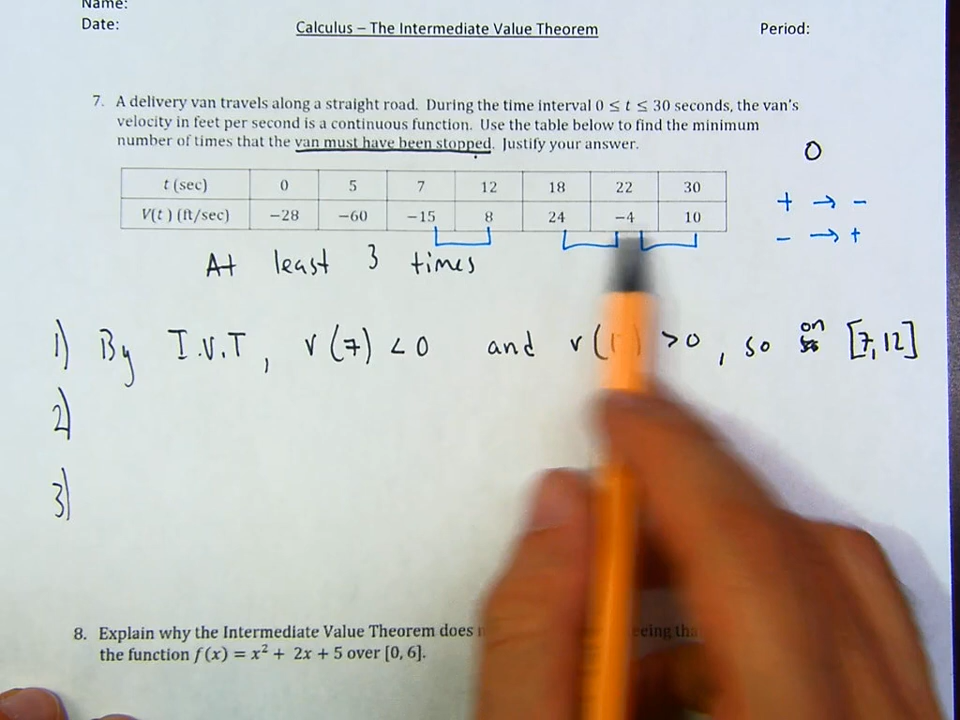 Name:
Date:
Calculus – The Intermediate Value Theorem
Period:
7. A delivery van travels along a straight road. During the time interval 0 ≤ t ≤ 30 seconds, the van's
velocity in feet per second is a continuous function. Use the table below to find the minimum
number of times that the van must have been stopped. Justify your answer.
0
t (sec) 0 5 7 12 18 22 30
+ → -
V(t) (ft/sec) −28 −60 −15 8 24 −4 10
- → +
At least 3 times
1) By I.V.T, v(7) < 0 and v( ) > 0, so on [7,12]
2)
3)
8. Explain why the Intermediate Value Theorem does
the function f(x) = x² + 2x + 5 over [0, 6].